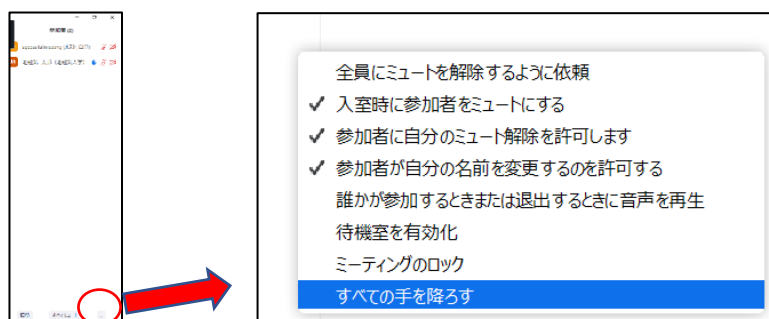 参加者 (2)
全員にミュートを解除するように依頼
入室時に参加者をミュートにする
参加者に自分のミュート解除を許可します
参加者が自分の名前を変更するのを許可する
誰かが参加するときまたは退出するときに音声を再生
待機室を有効化
ミーティングのロック
すべての手を降ろす